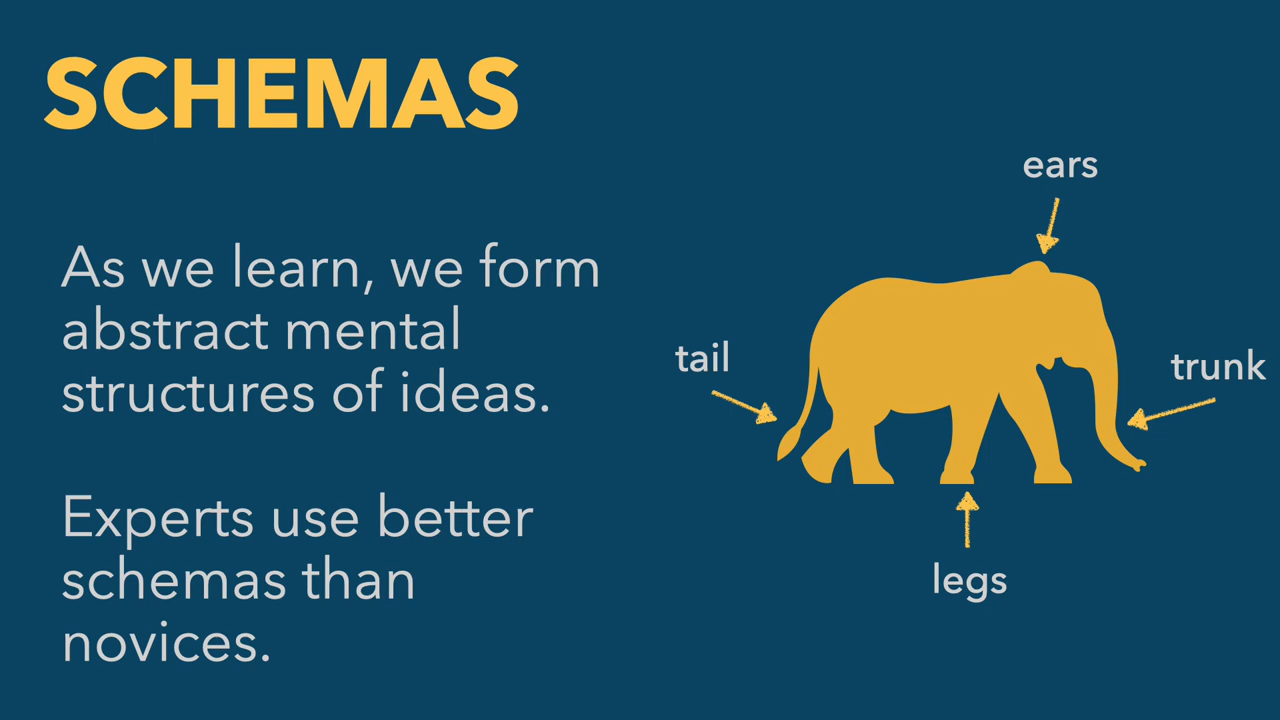 SCHEMAS
As we learn, we form
abstract mental
structures of ideas.
Experts use better
schemas than
novices.
ears
tail
trunk
legs